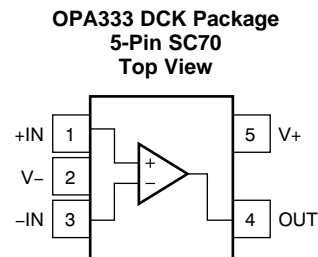 OPA333 DCK Package
5-Pin SC70
Top View
+IN 1 5 V+
+
V− 2
−
−IN 3 4 OUT